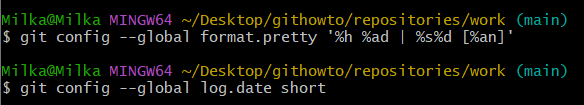 Milka@Milka MINGW64 ~/Desktop/githowto/repositories/work (main)
$ git config --global format.pretty '%h %ad | %s%d [%an]'
Milka@Milka MINGW64 ~/Desktop/githowto/repositories/work (main)
$ git config --global log.date short